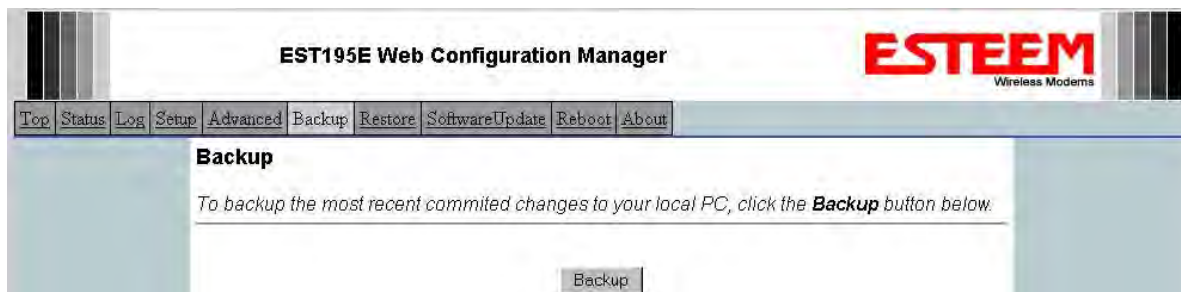 EST195E Web Configuration Manager
ESTEEM
Wireless Modems
Top Status Log Setup Advanced Backup Restore SoftwareUpdate Reboot About
Backup
To backup the most recent commited changes to your local PC, click the Backup button below.
Backup